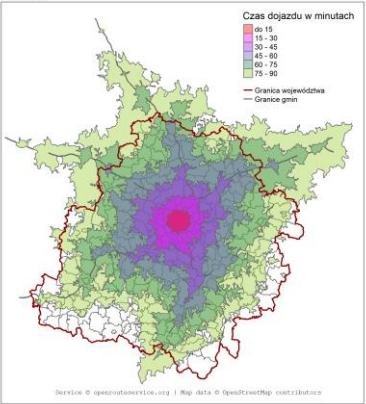 Czas dojazdu w minutach
do 15
15 - 30
30 - 45
45 - 60
60 - 75
75 - 90
Granica województwa
Granice gmin
Service © openrouteservice.org | Map data © OpenStreetMap contributors